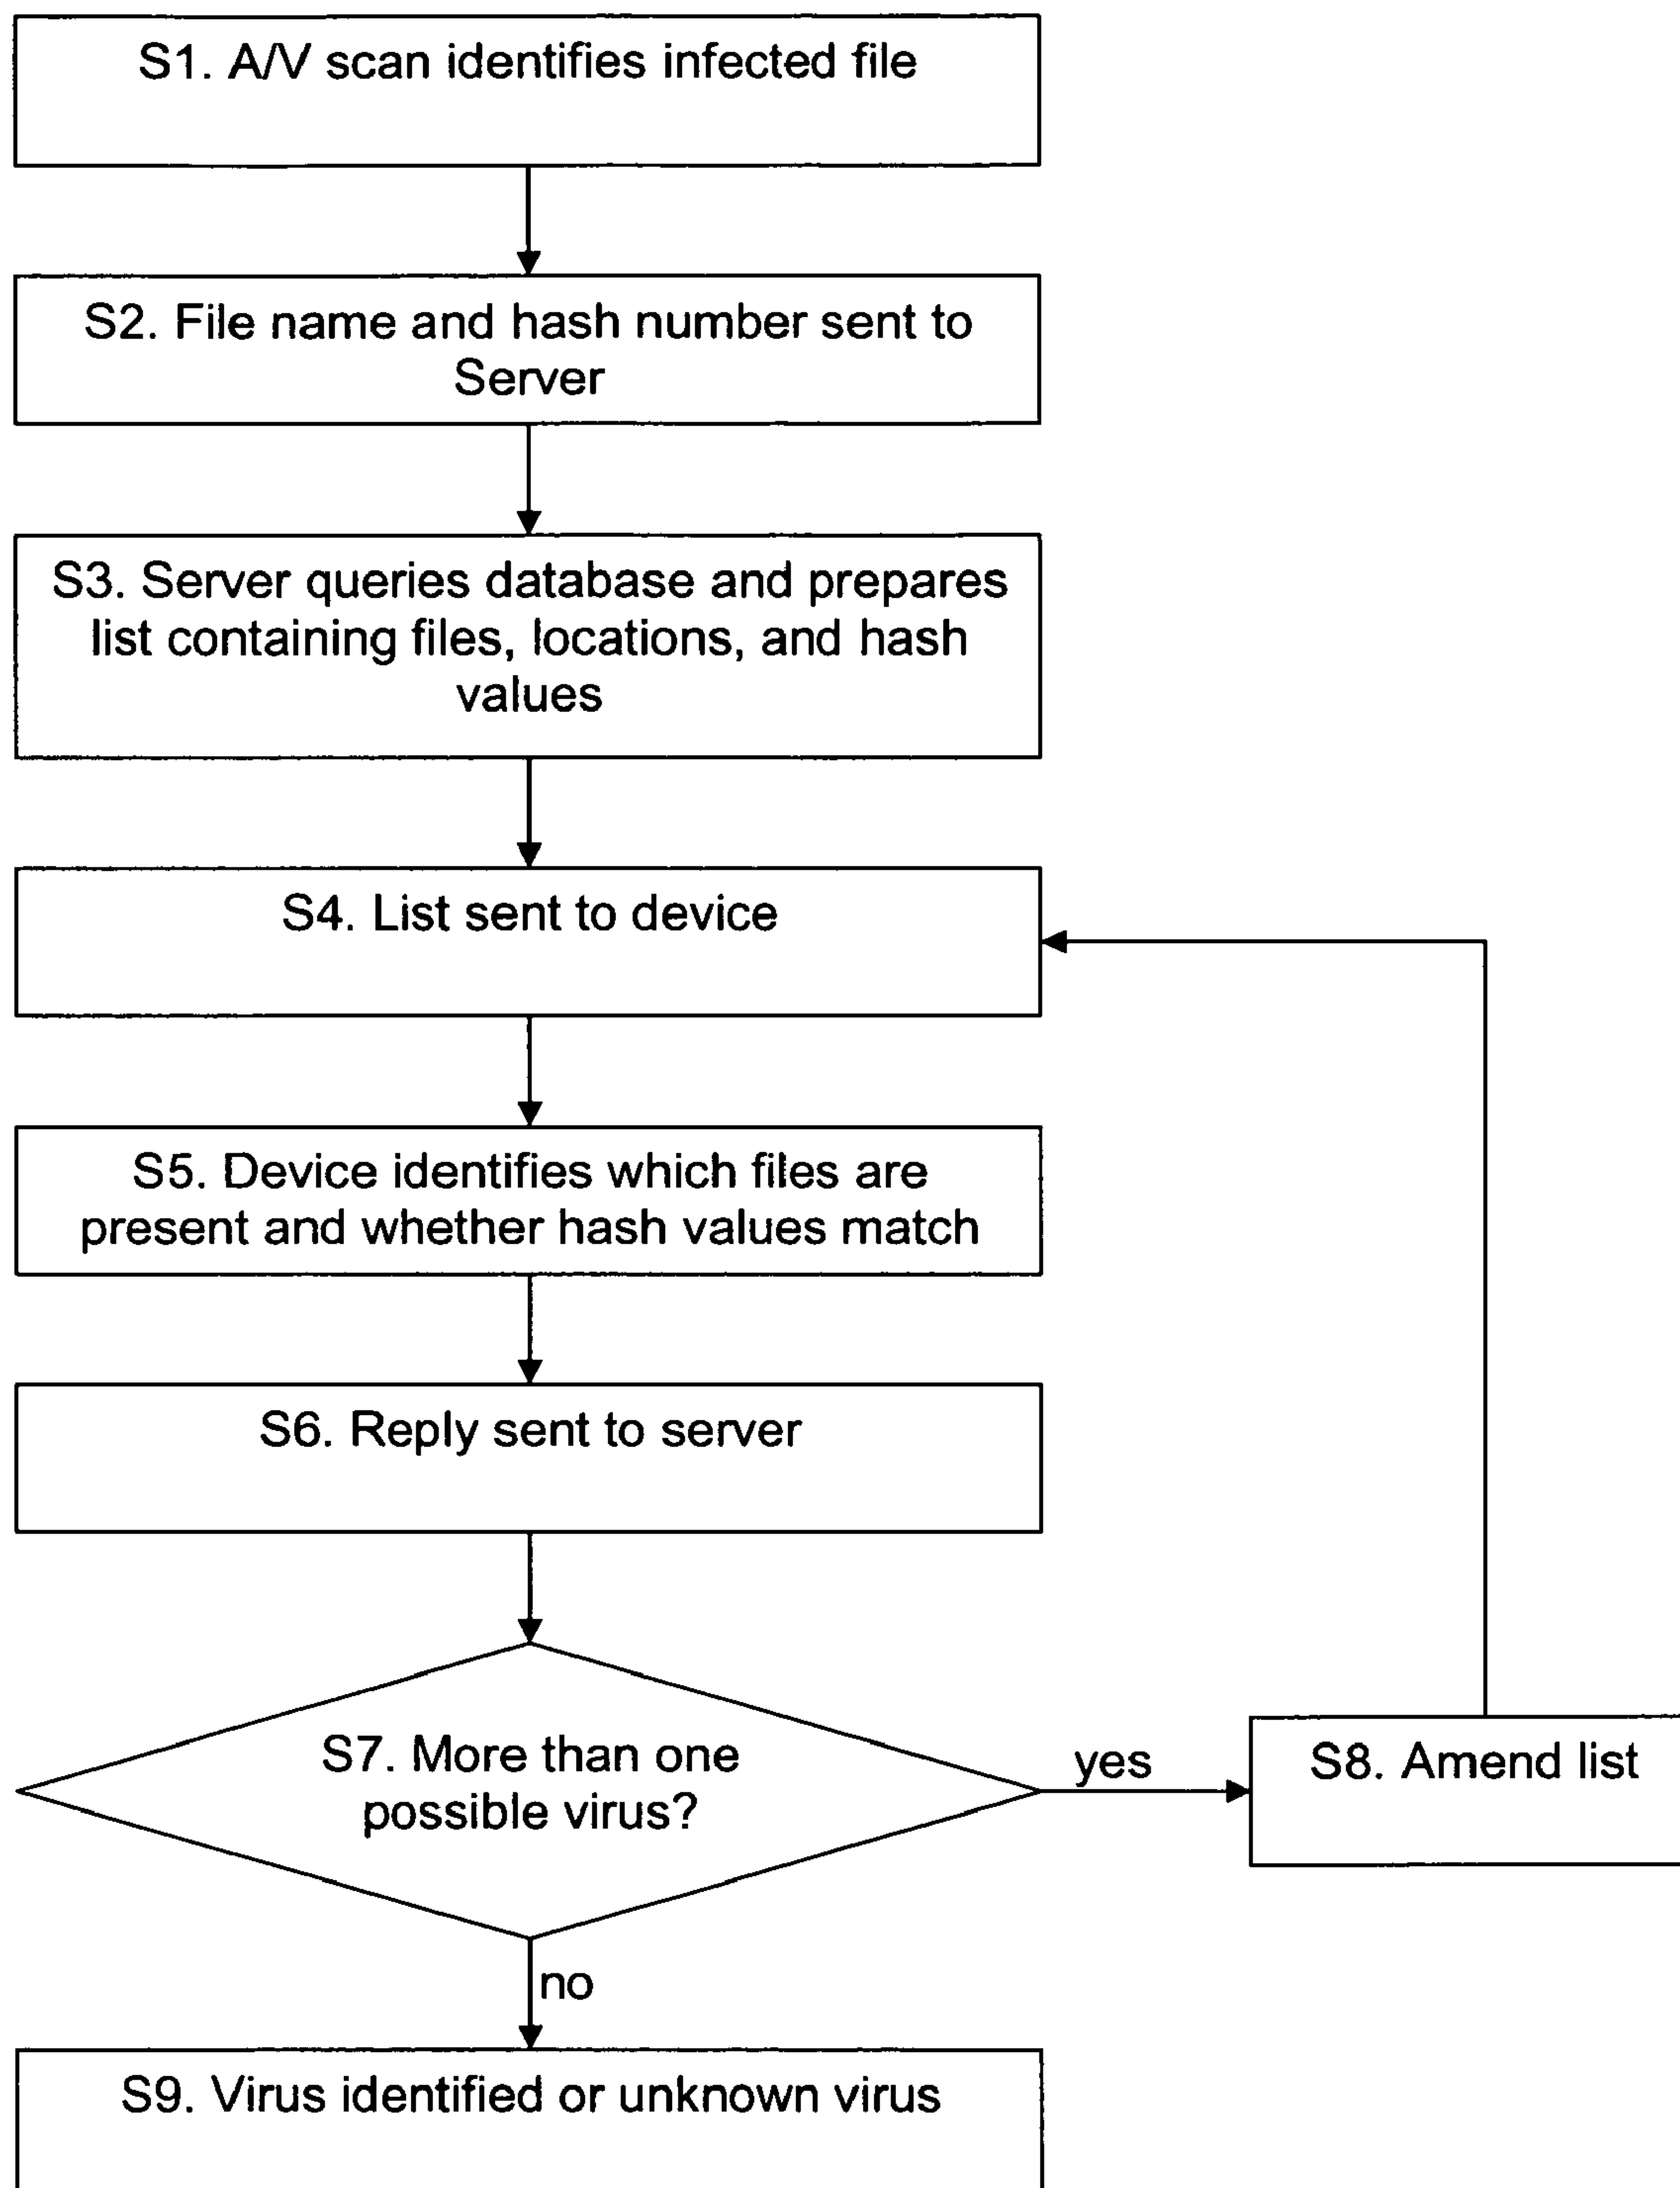 S1. A/V scan identifies infected file
S2. File name and hash number sent to
Server
S3. Server queries database and prepares
list containing files, locations, and hash
values
S4. List sent to device
S5. Device identifies which files are
present and whether hash values match
S6. Reply sent to server
S7. More than one
possible virus?
yes
S8. Amend list
no
S9. Virus identified or unknown virus